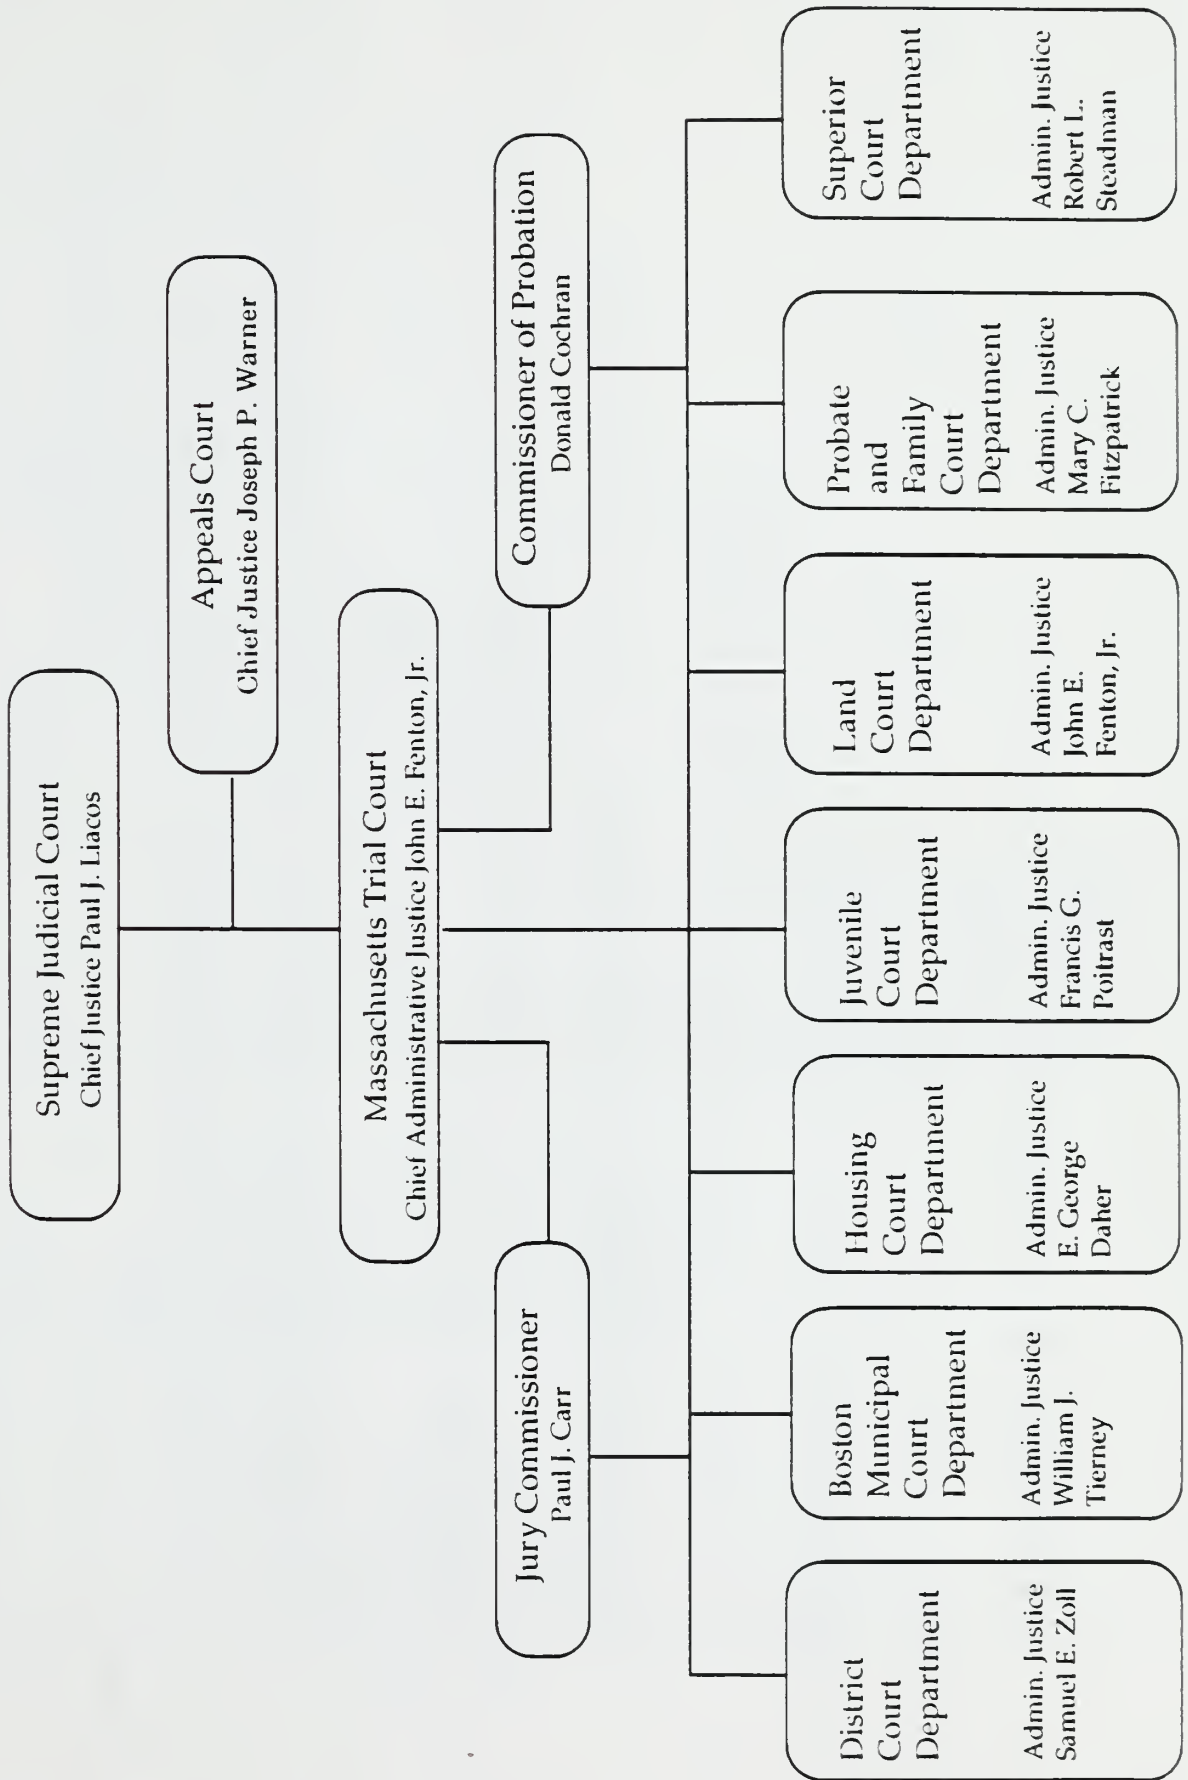 Supreme Judicial Court
Chief Justice Paul J. Liacos
Appeals Court
Chief Justice Joseph P. Warner
Massachusetts Trial Court
Chief Administrative Justice John E. Fenton, Jr.
Jury Commissioner
Paul J. Carr
Commissioner of Probation
Donald Cochran
District
Court
Department
Admin. Justice
Samuel E. Zoll
Boston
Municipal
Court
Department
Admin. Justice
William J.
Tierney
Housing
Court
Department
Admin. Justice
E. George
Daher
Juvenile
Court
Department
Admin. Justice
Francis G.
Poitrast
Land
Court
Department
Admin. Justice
John E.
Fenton, Jr.
Probate
and
Family
Court
Department
Admin. Justice
Mary C.
Fitzpatrick
Superior
Court
Department
Admin. Justice
Robert L.
Steadman